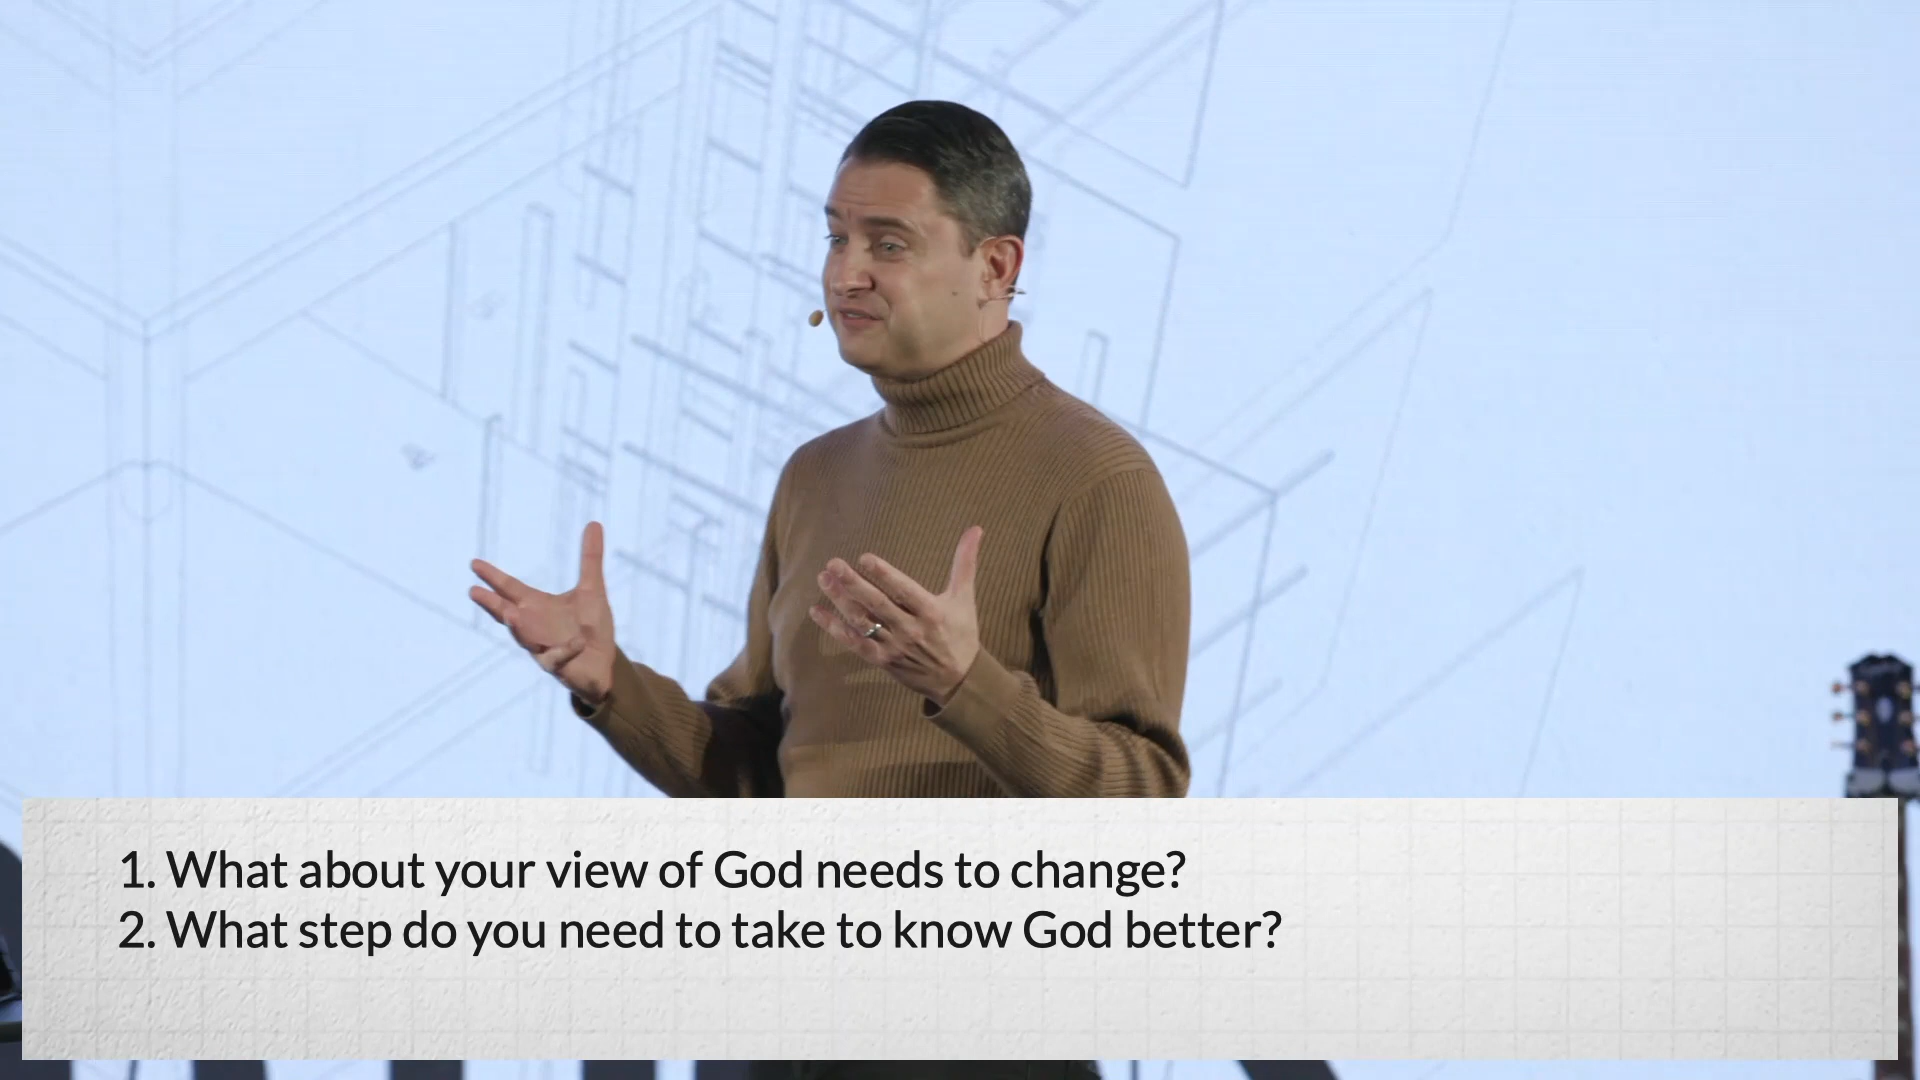 1. What about your view of God needs to change?
2. What step do you need to take to know God better?